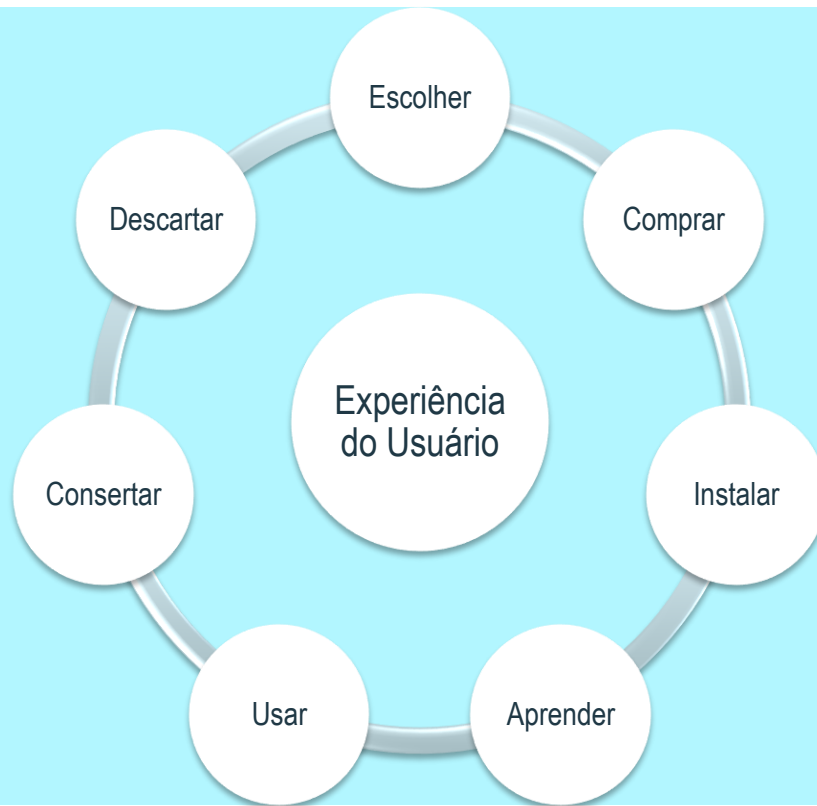 Escolher
Comprar
Instalar
Aprender
Usar
Consertar
Descartar
Experiência
do Usuário